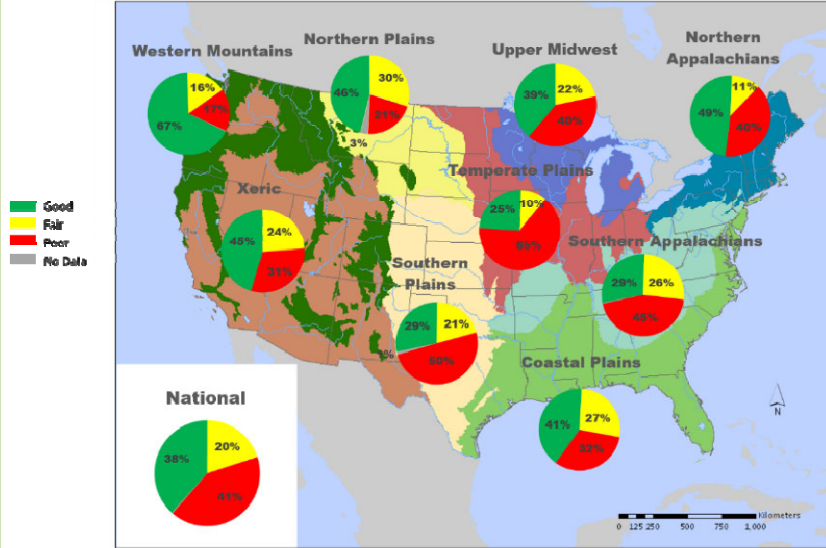 Western Mountains
16%
17%
67%
Northern Plains
46%
30%
21%
3%
Upper Midwest
39%
22%
40%
Northern
Appalachians
11%
49%
40%
Good
Fair
Poor
No Data
Xeric
45%
24%
31%
Temperate Plains
25%
10%
65%
Southern Appalachians
29%
26%
45%
Southern
Plains
29%
21%
50%
%
Coastal Plains
41%
27%
32%
National
38%
20%
41%
N
Kilometers
0 125 250 500 750 1,000